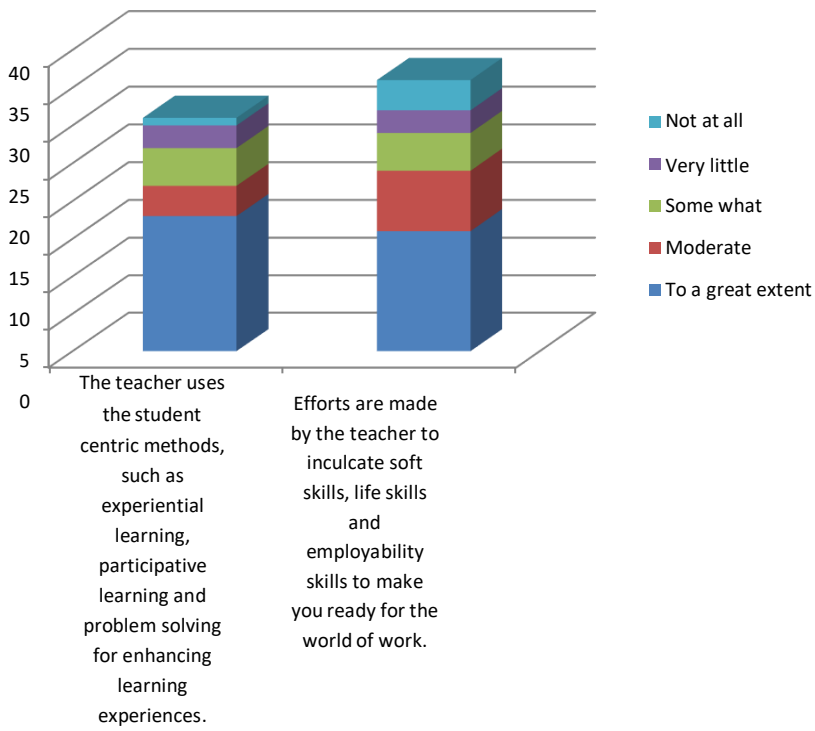 40
35
30
25
20
15
10
5
0
The teacher uses
the student
centric methods,
such as
experiential
learning,
participative
learning and
problem solving
for enhancing
learning
experiences.
Efforts are made
by the teacher to
inculcate soft
skills, life skills
and
employability
skills to make
you ready for the
world of work.
Not at all
Very little
Some what
Moderate
To a great extent